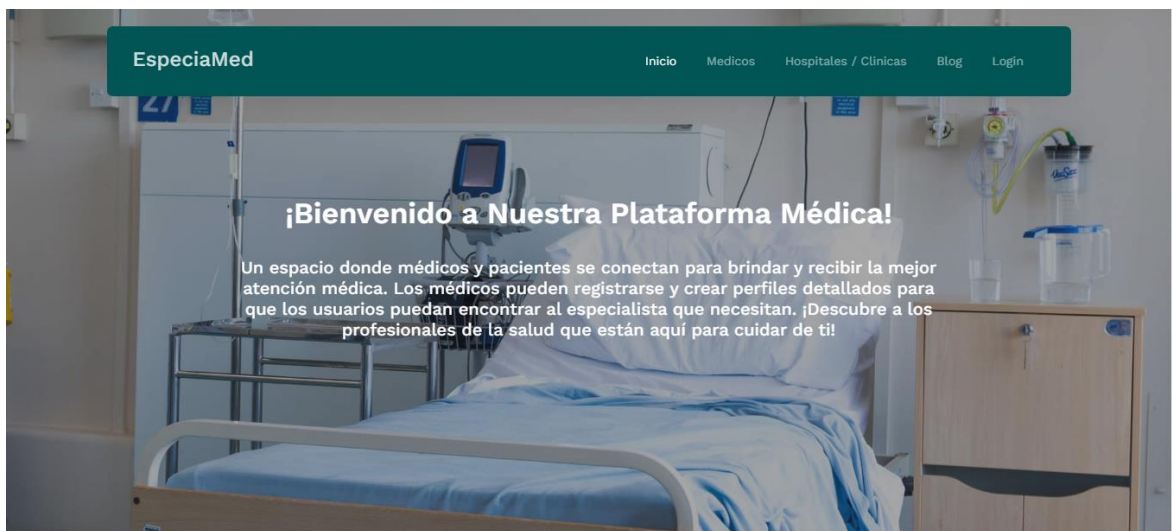 EspeciaMed
Inicio Medicos Hospitales / Clinicas Blog Login
27
¡Bienvenido a Nuestra Plataforma Médica!
Un espacio donde médicos y pacientes se conectan para brindar y recibir la mejor
atención médica. Los médicos pueden registrarse y crear perfiles detallados para
que los usuarios puedan encontrar al especialista que necesitan. ¡Descubre a los
profesionales de la salud que están aquí para cuidar de ti!